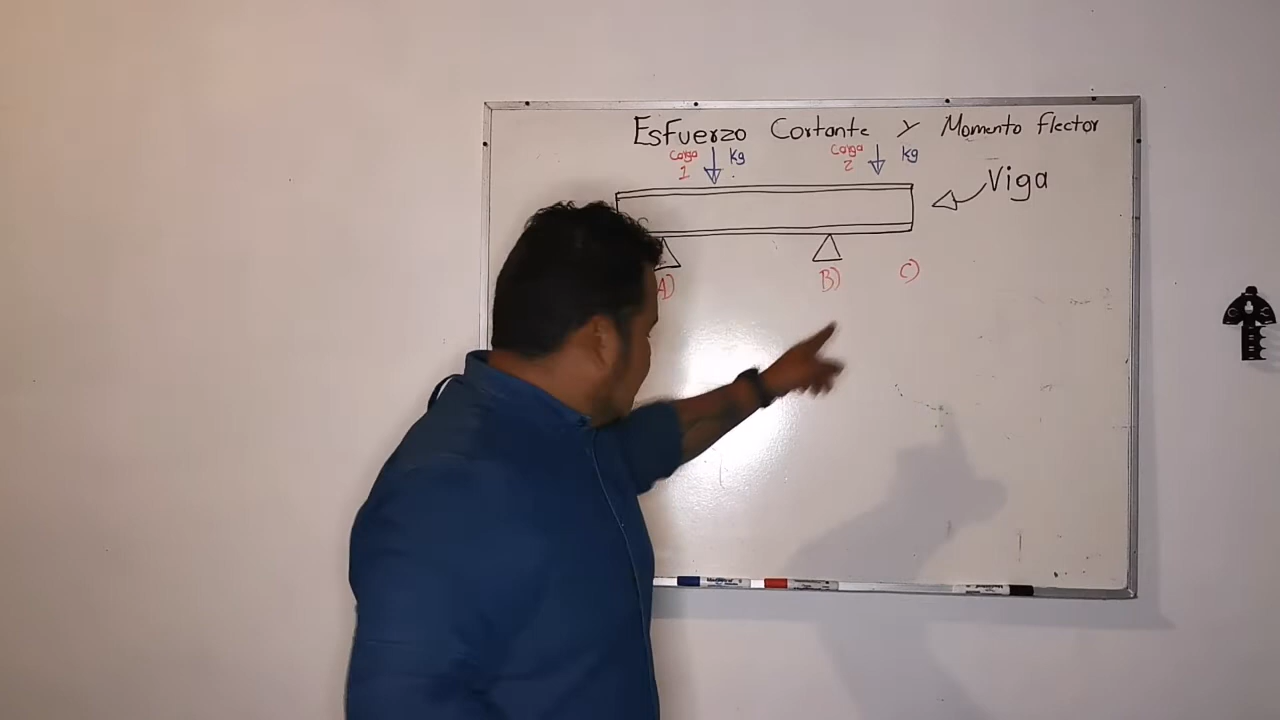 Esfuerzo Cortante y Momento flector
Carga 1 kg
Carga 2 kg
Viga
A)
B)
C)